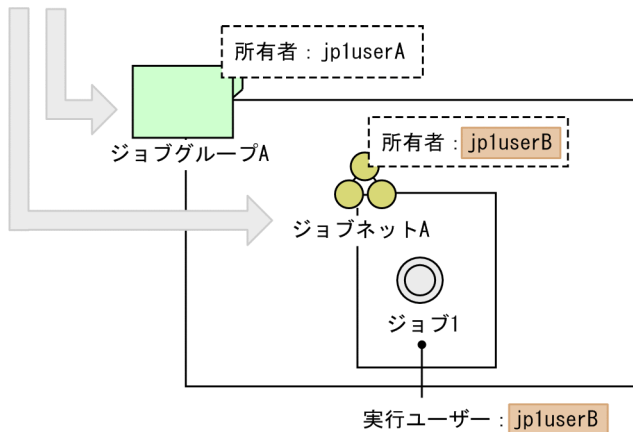 所有者：jp1userA
ジョブグループA
所有者：jp1userB
ジョブネットA
ジョブ1
実行ユーザー：jp1userB